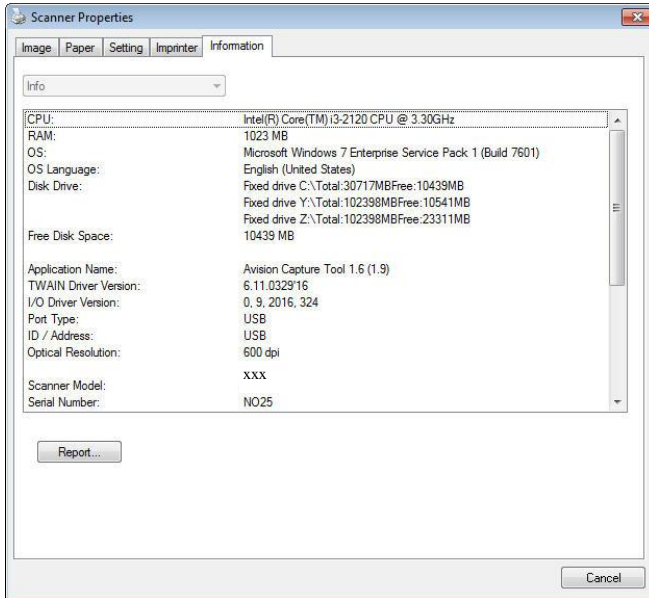 Scanner Properties
Image Paper Setting Imprinter Information
Info
CPU: Intel(R) Core(TM) i3-2120 CPU @ 3.30GHz
RAM: 1023 MB
OS: Microsoft Windows 7 Enterprise Service Pack 1 (Build 7601)
OS Language: English (United States)
Disk Drive: Fixed drive C:\Total:30717MBFree:10439MB
Fixed drive Y:\Total:102398MBFree:10541MB
Fixed drive Z:\Total:102398MBFree:23311MB
Free Disk Space: 10439 MB
Application Name: Avision Capture Tool 1.6 (1.9)
TWAIN Driver Version: 6.11.0329'16
I/O Driver Version: 0, 9, 2016, 324
Port Type: USB
ID / Address: USB
Optical Resolution: 600 dpi
Scanner Model: xxx
Serial Number: NO25
Report...
Cancel